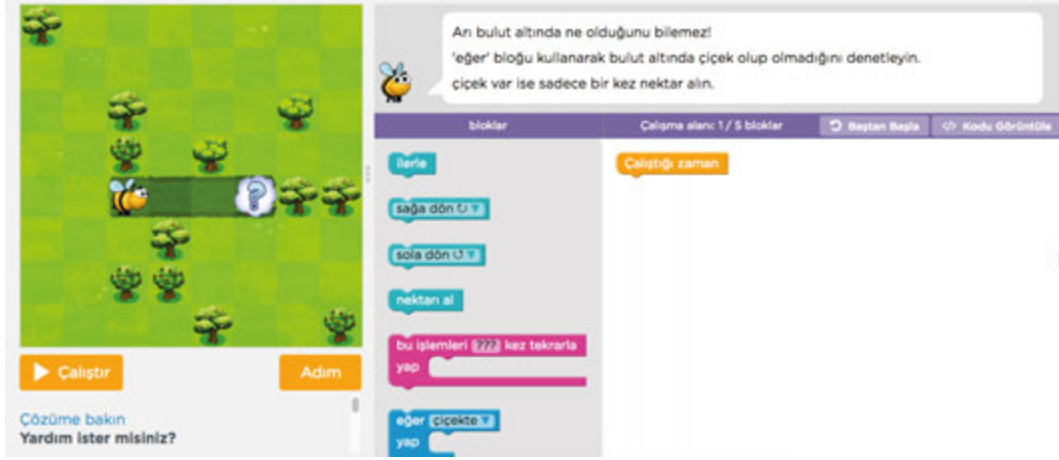 Arı bulut altında ne olduğunu bilemez!
'eğer' bloğu kullanarak bulut altında çiçek olup olmadığını denetleyin.
çiçek var ise sadece bir kez nektar alın.
bloklar
Çalışma alanı: 1 / 5 bloklar
Baştan Başla
Kodu Görüntüle
ilerle
Çalıştığı zaman
sağa dön
sola dön
nektarı al
bu işlemleri ??? kez tekrarla
yap
Çalıştır
Adım
eğer çiçekte
yap
Çözüme bakın
Yardım ister misiniz?